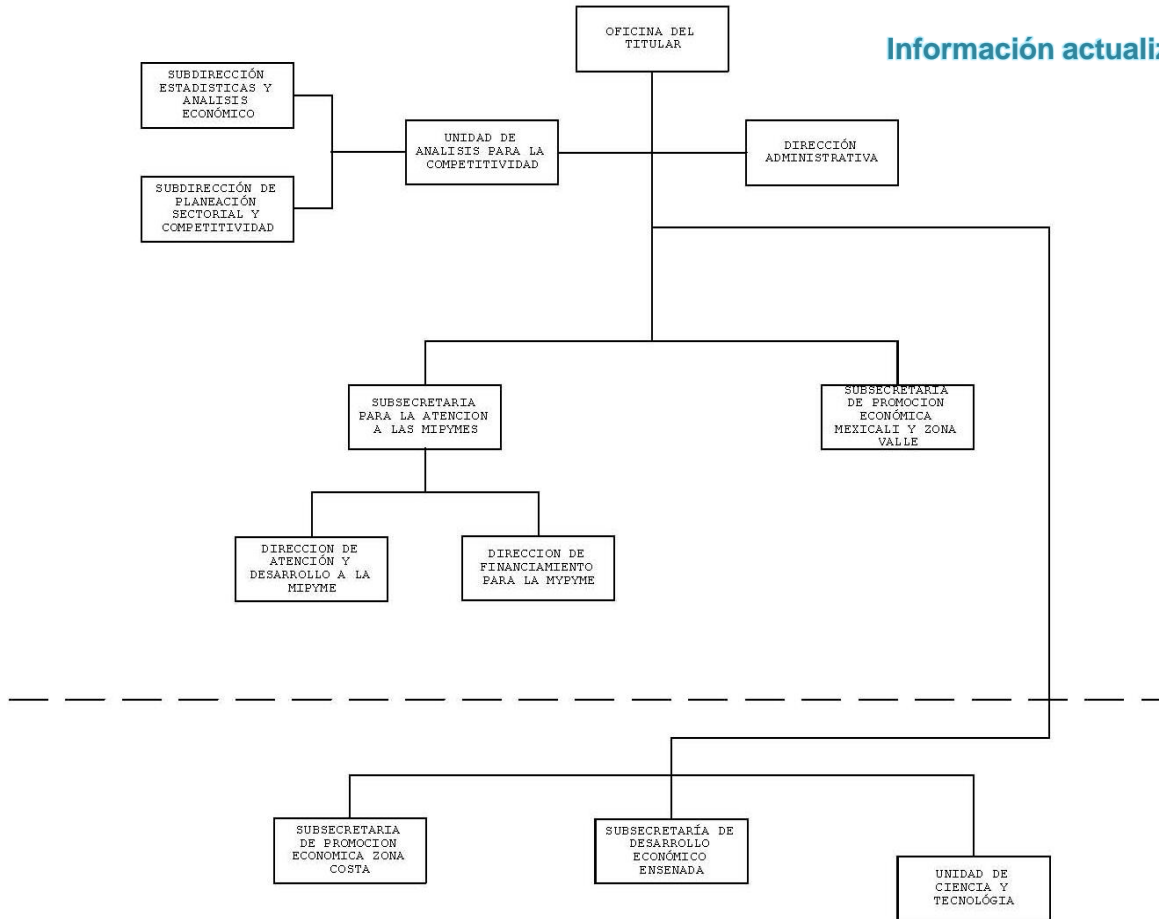 OFICINA DEL
TITULAR
Información actualiz
SUBDIRECCIÓN
ESTADISTICAS Y
ANALISIS
ECONÓMICO
UNIDAD DE
ANALISIS PARA LA
COMPETITIVIDAD
DIRECCIÓN
ADMINISTRATIVA
SUBDIRECCIÓN DE
PLANEACIÓN
SECTORIAL Y
COMPETITIVIDAD
SUBSECRETARIA
PARA LA ATENCION
A LAS MIPYMES
SUBSECRETARIA
DE PROMOCION
ECONÓMICA
MEXICALI Y ZONA
VALLE
DIRECCION DE
ATENCIÓN Y
DESARROLLO A LA
MIPYME
DIRECCION DE
FINANCIAMIENTO
PARA LA MYPYME
SUBSECRETARIA
DE PROMOCION
ECONOMICA ZONA
COSTA
SUBSECRETARÍA DE
DESARROLLO
ECONÓMICO
ENSENADA
UNIDAD DE
CIENCIA Y
TECNOLÓGIA